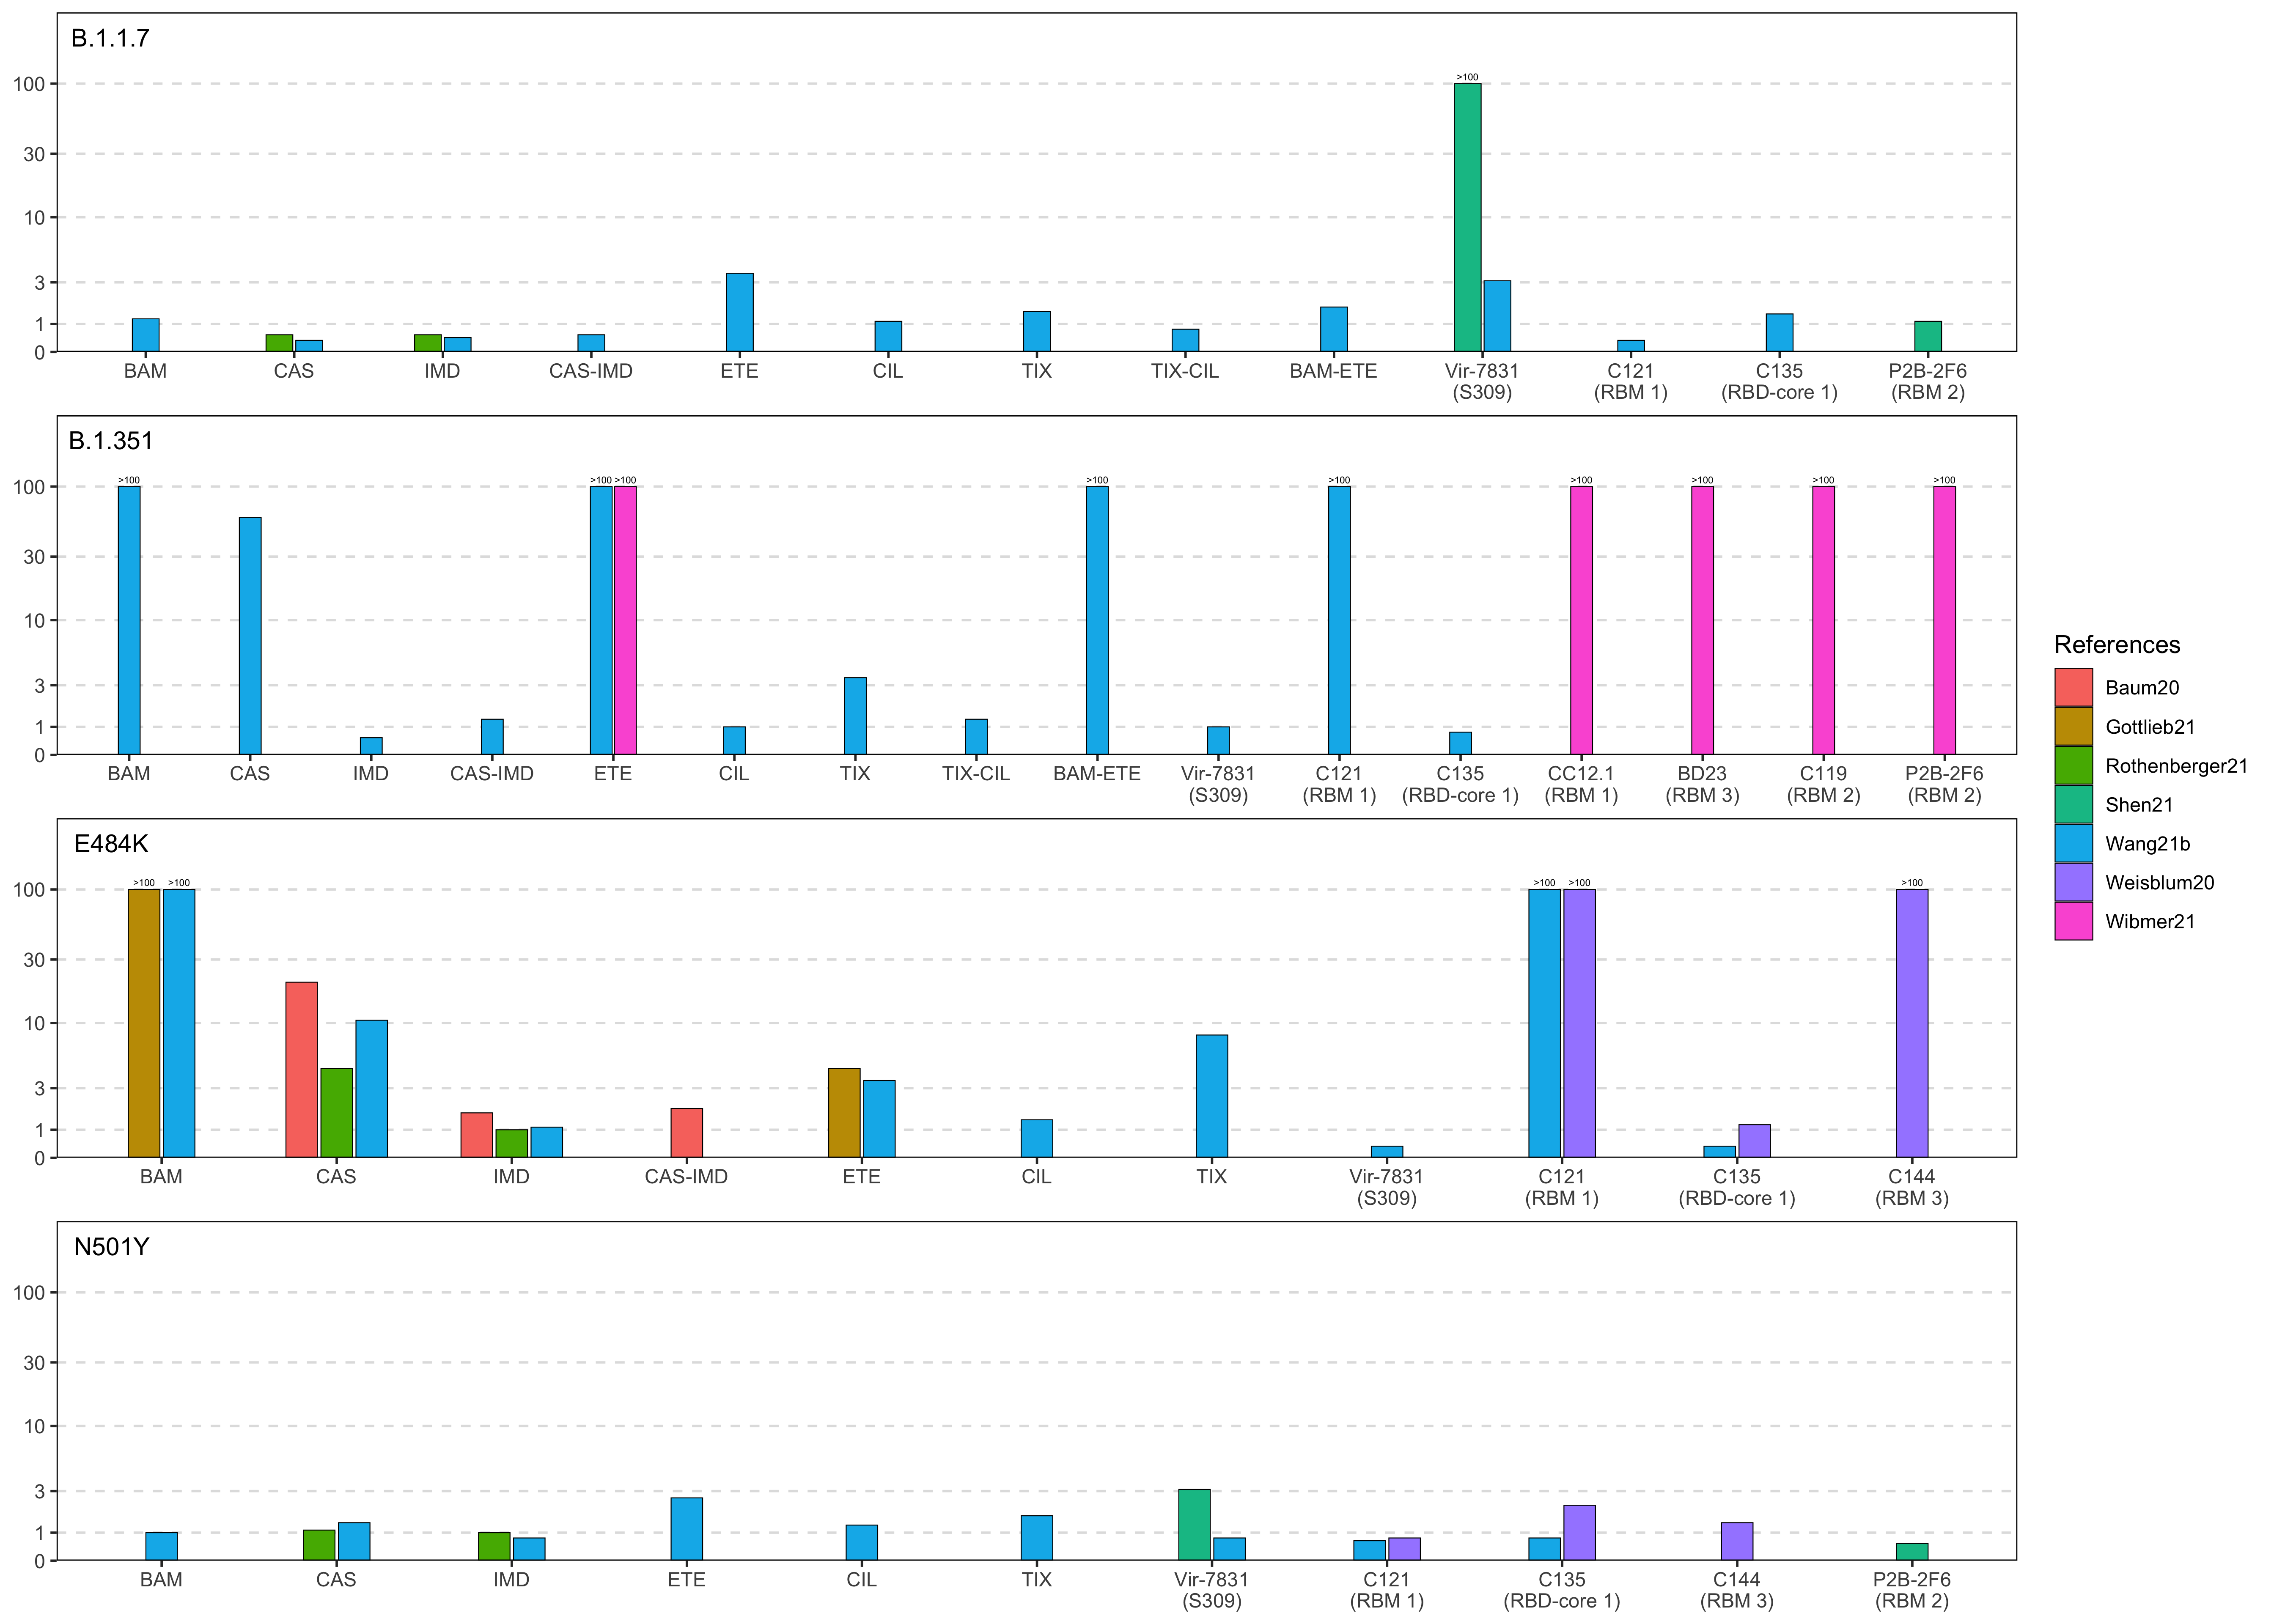 B.1.1.7
>100
100
30
10
3
1
0
BAM CAS IMD CAS-IMD ETE CIL TIX TIX-CIL BAM-ETE Vir-7831 C121 C135 P2B-2F6
(S309) (RBM 1) (RBD-core 1) (RBM 2)
B.1.351
>100 >100 >100 >100 >100 >100 >100 >100 >100
100
30
10
3
1
0
BAM CAS IMD CAS-IMD ETE CIL TIX TIX-CIL BAM-ETE Vir-7831 C121 C135 CC12.1 BD23 C119 P2B-2F6
(S309) (RBM 1) (RBD-core 1) (RBM 1) (RBM 3) (RBM 2) (RBM 2)
E484K
>100 >100 >100 >100 >100
100
30
10
3
1
0
BAM CAS IMD CAS-IMD ETE CIL TIX Vir-7831 C121 C135 C144
(S309) (RBM 1) (RBD-core 1) (RBM 3)
N501Y
100
30
10
3
1
0
BAM CAS IMD ETE CIL TIX Vir-7831 C121 C135 C144 P2B-2F6
(S309) (RBM 1) (RBD-core 1) (RBM 3) (RBM 2)
References
Baum20
Gottlieb21
Rothenberger21
Shen21
Wang21b
Weisblum20
Wibmer21